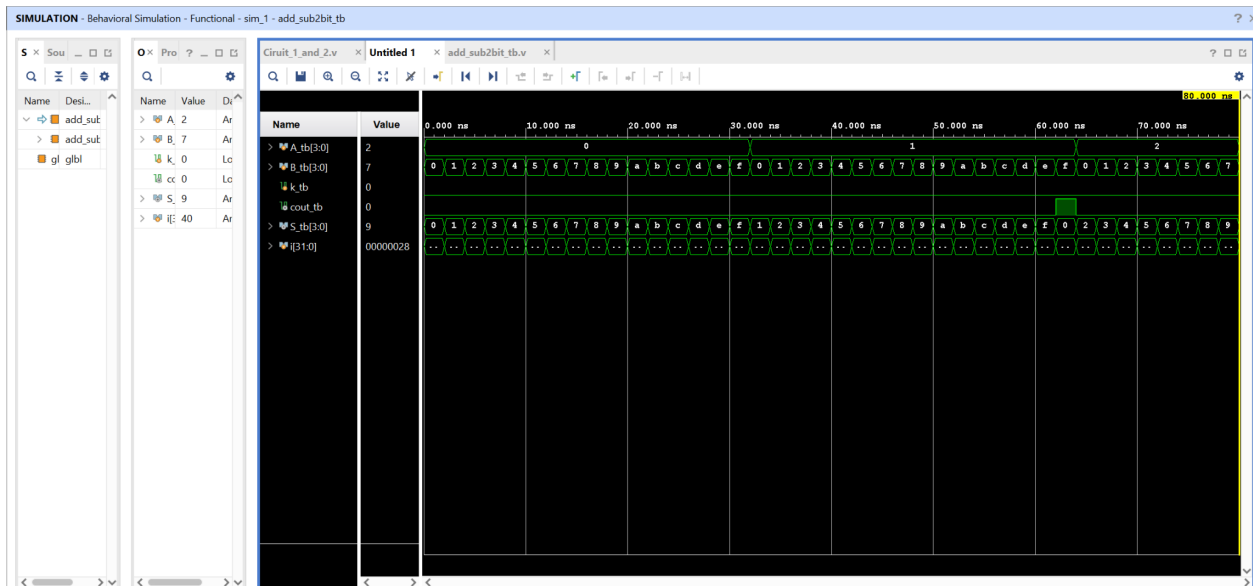 SIMULATION - Behavioral Simulation - Functional - sim_1 - add_sub2bit_tb ?
S × Sou
O × Pro ?
Ciruit_1_and_2.v × Untitled 1 × add_sub2bit_tb.v × ?
Name Desi...
add_sub
add_sub
gl glbl
Name Value Da
A_ 2 Ar
B_ 7 Ar
k_ 0 Lo
cc 0 Lo
S_ 9 Ar
i[: 40 Ar
80.000 ns
Name Value 0.000 ns 10.000 ns 20.000 ns 30.000 ns 40.000 ns 50.000 ns 60.000 ns 70.000 ns
A_tb[3:0] 2 0 1 2
B_tb[3:0] 7 0 1 2 3 4 5 6 7 8 9 a b c d e f 0 1 2 3 4 5 6 7 8 9 a b c d e f 0 1 2 3 4 5 6 7
k_tb 0
cout_tb 0
S_tb[3:0] 9 0 1 2 3 4 5 6 7 8 9 a b c d e f 1 2 3 4 5 6 7 8 9 a b c d e f 0 2 3 4 5 6 7 8 9
i[31:0] 00000028 .. .. .. .. .. .. .. .. .. .. .. .. .. .. .. .. .. .. .. .. .. .. .. .. .. .. .. .. .. .. .. .. .. .. .. .. .. .. .. ..